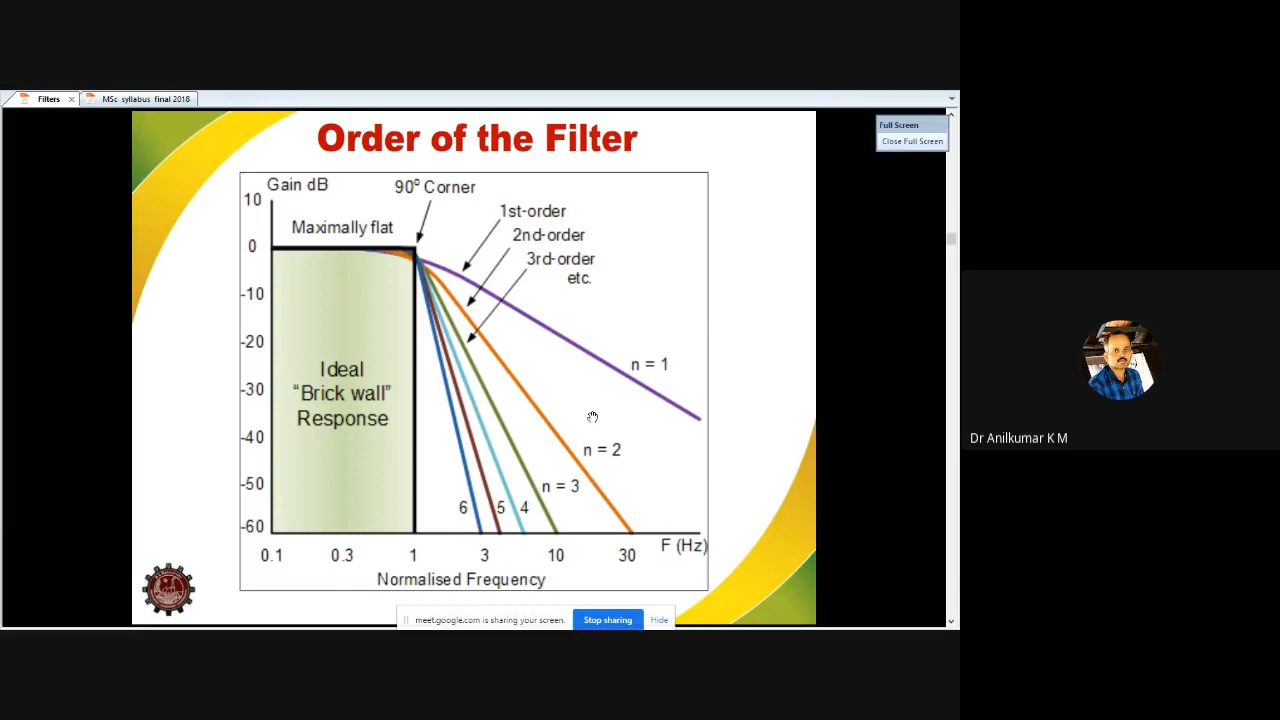 Filters
MSc syllabus final 2018
Full Screen
Close Full Screen
Order of the Filter
Gain dB
90° Corner
10
Maximally flat
1st-order
2nd-order
3rd-order
etc.
0
-10
-20
-30
-40
-50
-60
Ideal
“Brick wall”
Response
n = 1
n = 2
n = 3
6
5
4
F (Hz)
0.1
0.3
1
3
10
30
Normalised Frequency
meet.google.com is sharing your screen.
Stop sharing
Hide
Dr Anilkumar K M